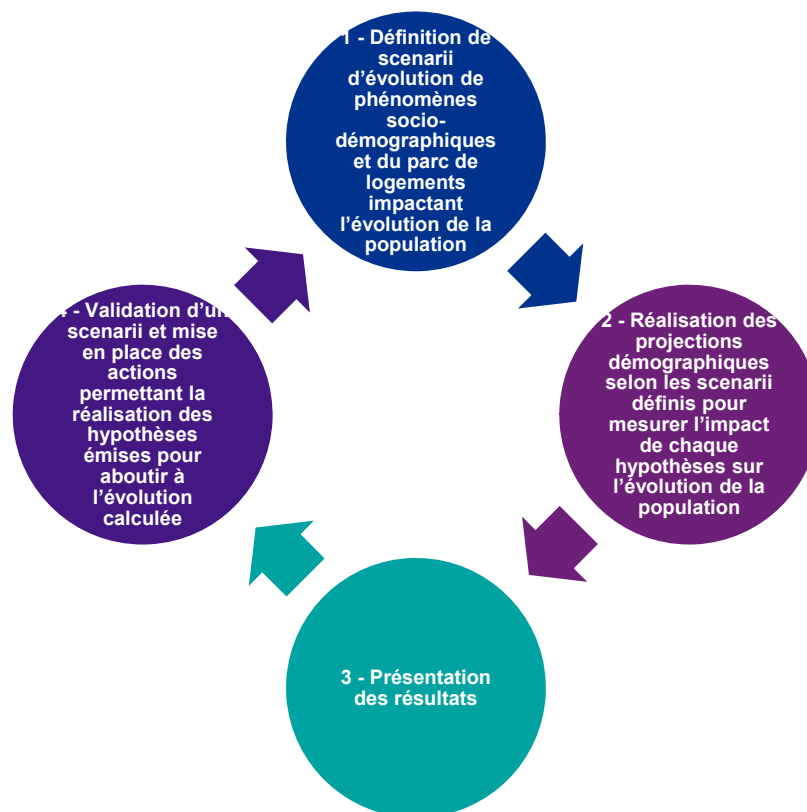 1 - Définition de
scenarii
d'évolution de
phénomènes
socio-
démographiques
et du parc de
logements
impactant
l'évolution de la
population
2 - Réalisation des
projections
démographiques
selon les scenarii
définis pour
mesurer l'impact
de chaque
hypothèses sur
l'évolution de la
population
3 - Présentation
des résultats
4 - Validation d'un
scenarii et mise
en place des
actions
permettant la
réalisation des
hypothèses
émises pour
aboutir à
l'évolution
calculée